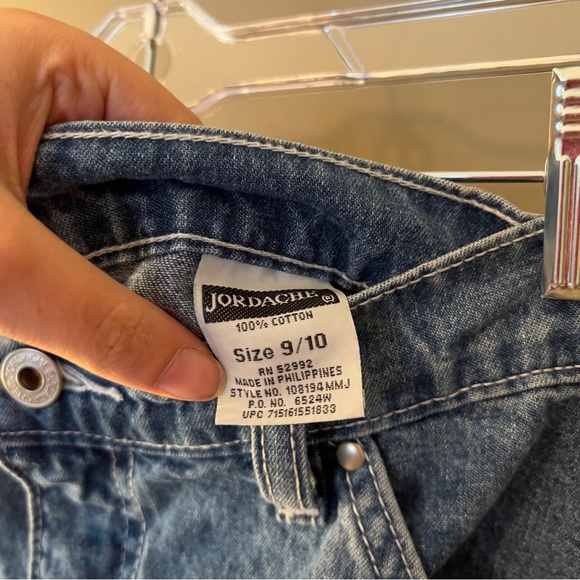 JORDACHE
100% COTTON
Size 9/10
RN 52992
MADE IN PHILIPPINES
STYLE NO. 108194MMJ
P.O. NO. 6524W
UPC 715161551833